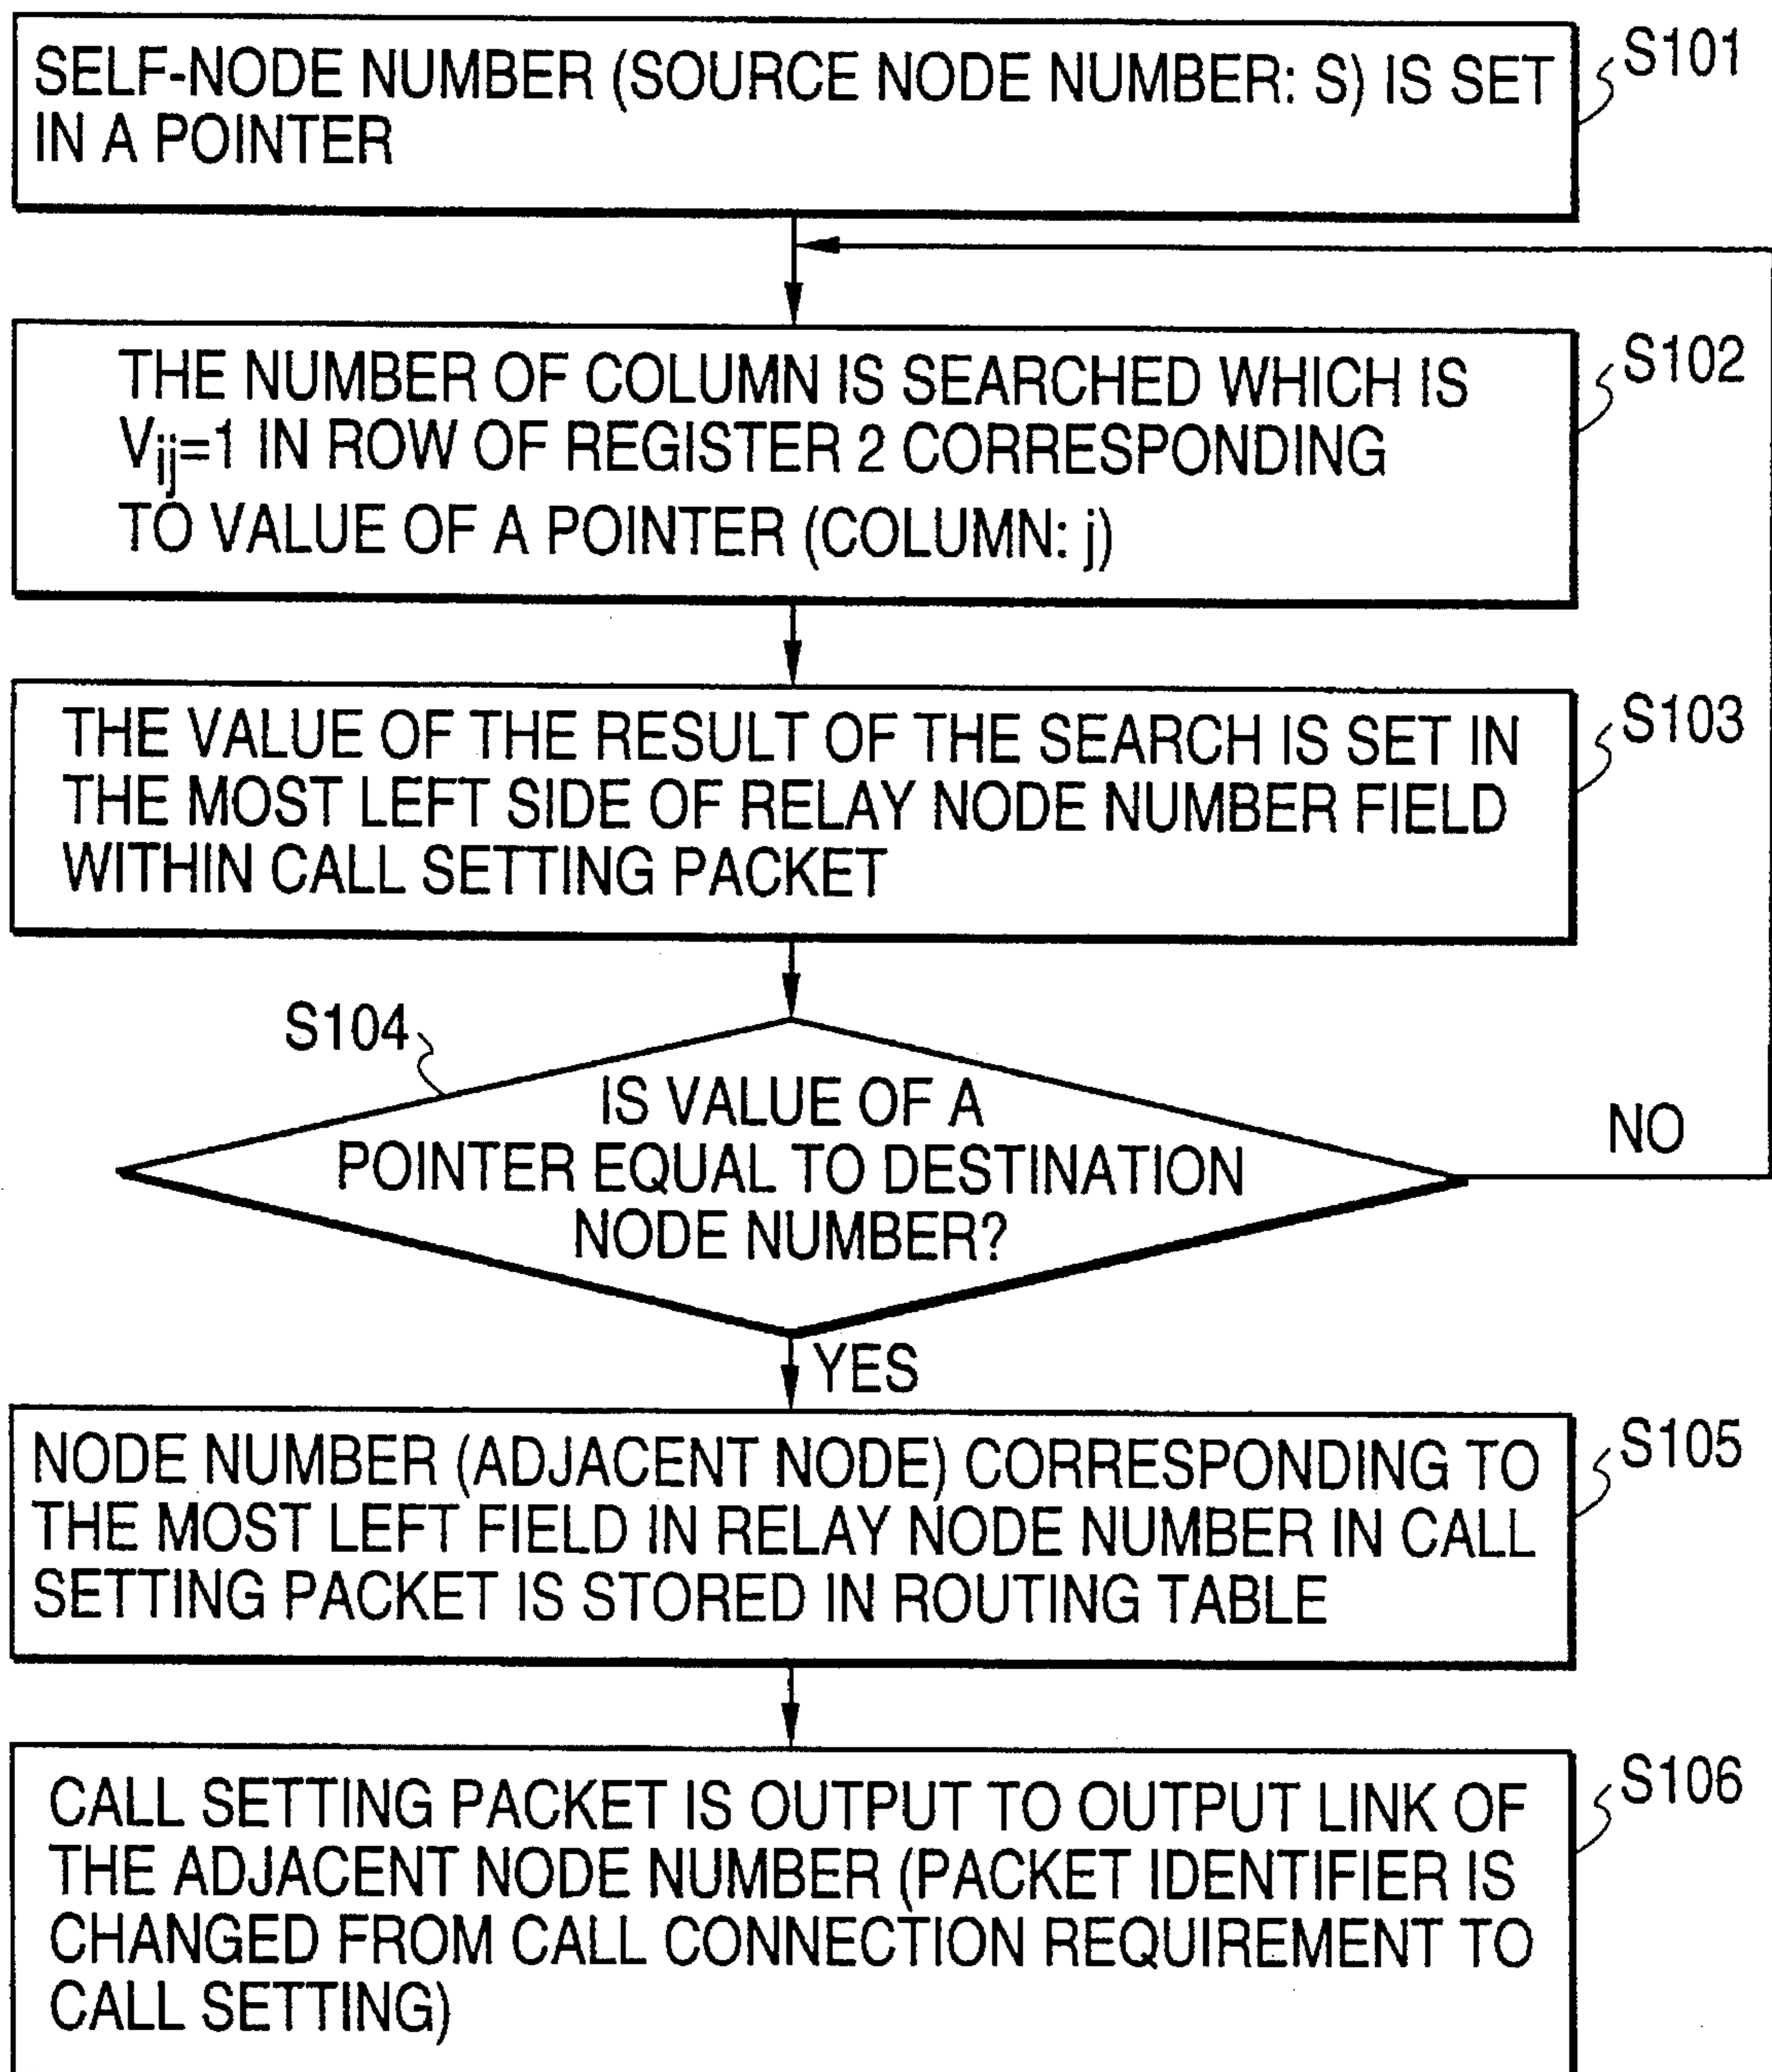 SELF-NODE NUMBER (SOURCE NODE NUMBER: S) IS SET
IN A POINTER
S101
THE NUMBER OF COLUMN IS SEARCHED WHICH IS
Vij=1 IN ROW OF REGISTER 2 CORRESPONDING
TO VALUE OF A POINTER (COLUMN: j)
S102
THE VALUE OF THE RESULT OF THE SEARCH IS SET IN
THE MOST LEFT SIDE OF RELAY NODE NUMBER FIELD
WITHIN CALL SETTING PACKET
S103
S104
IS VALUE OF A
POINTER EQUAL TO DESTINATION
NODE NUMBER?
NO
YES
NODE NUMBER (ADJACENT NODE) CORRESPONDING TO
THE MOST LEFT FIELD IN RELAY NODE NUMBER IN CALL
SETTING PACKET IS STORED IN ROUTING TABLE
S105
CALL SETTING PACKET IS OUTPUT TO OUTPUT LINK OF
THE ADJACENT NODE NUMBER (PACKET IDENTIFIER IS
CHANGED FROM CALL CONNECTION REQUIREMENT TO
CALL SETTING)
S106